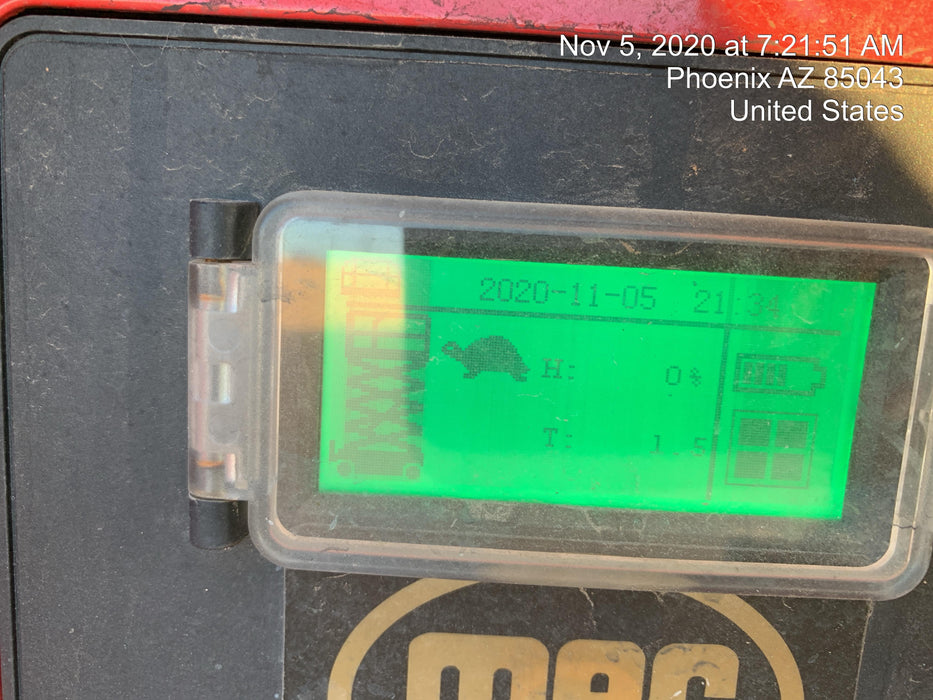 Nov 5, 2020 at 7:21:51 AM
Phoenix AZ 85043
United States
2020-11-05 21:34
H: 0%
T: 1.5
MAC